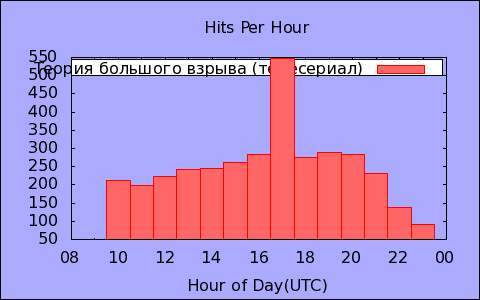 Hits Per Hour
550
Теория большого взрыва (телесериал)
500
450
400
350
300
250
200
150
100
50
08 10 12 14 16 18 20 22 00
Hour of Day(UTC)